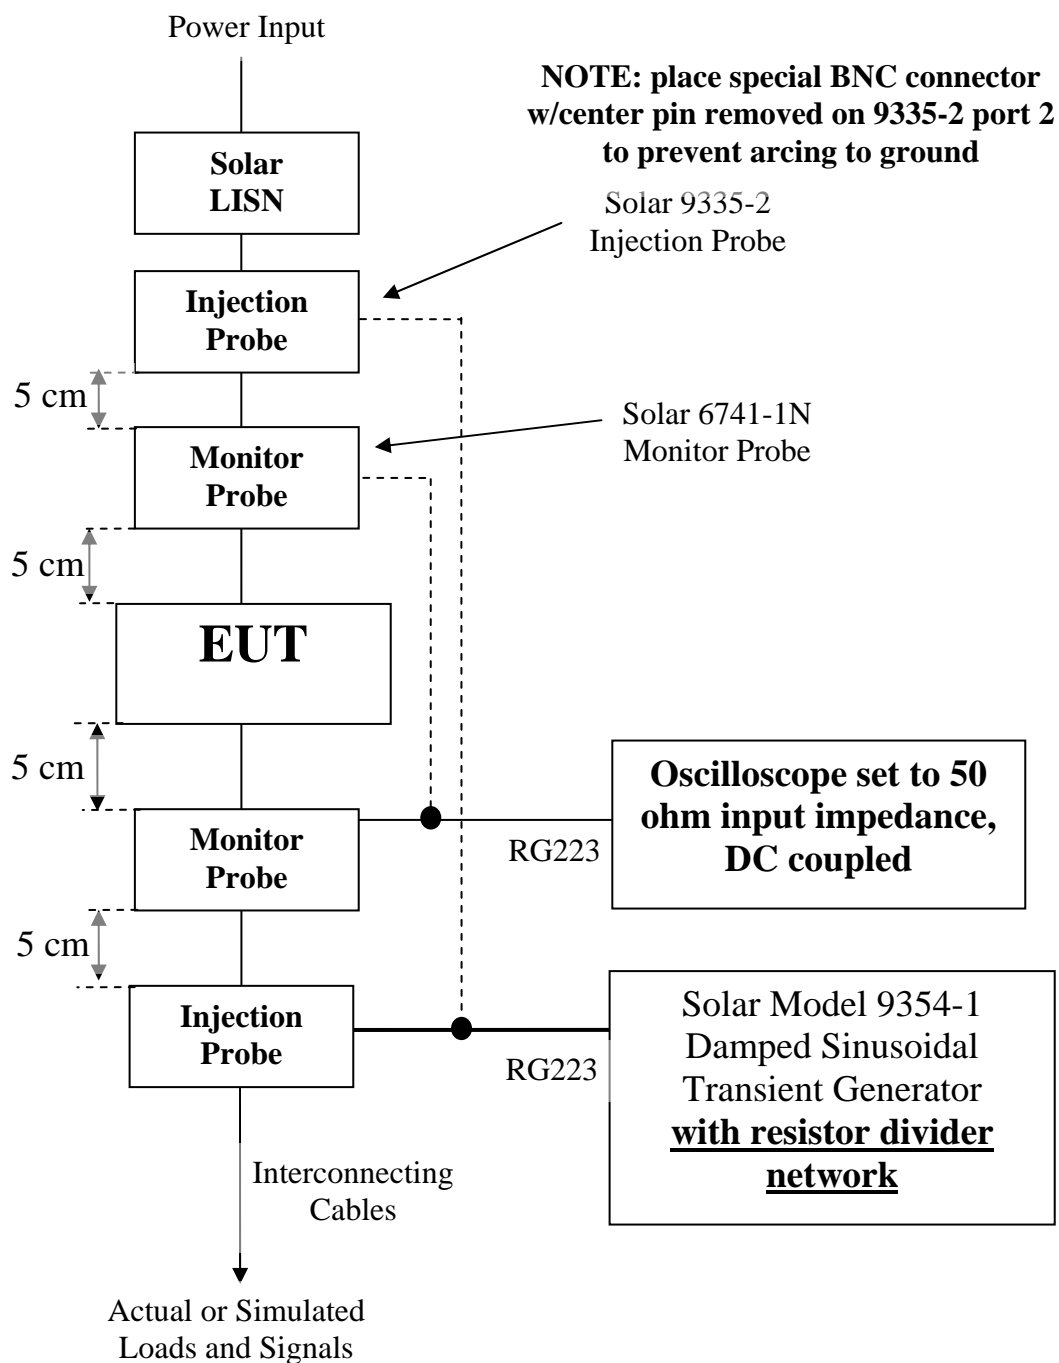 Power Input
NOTE: place special BNC connector
w/center pin removed on 9335-2 port 2
to prevent arcing to ground
Solar
LISN
Solar 9335-2
Injection Probe
Injection
Probe
5 cm
Solar 6741-1N
Monitor Probe
Monitor
Probe
5 cm
EUT
5 cm
Oscilloscope set to 50
ohm input impedance,
DC coupled
Monitor
Probe
RG223
5 cm
Solar Model 9354-1
Damped Sinusoidal
Transient Generator
with resistor divider
network
Injection
Probe
RG223
Interconnecting
Cables
Actual or Simulated
Loads and Signals